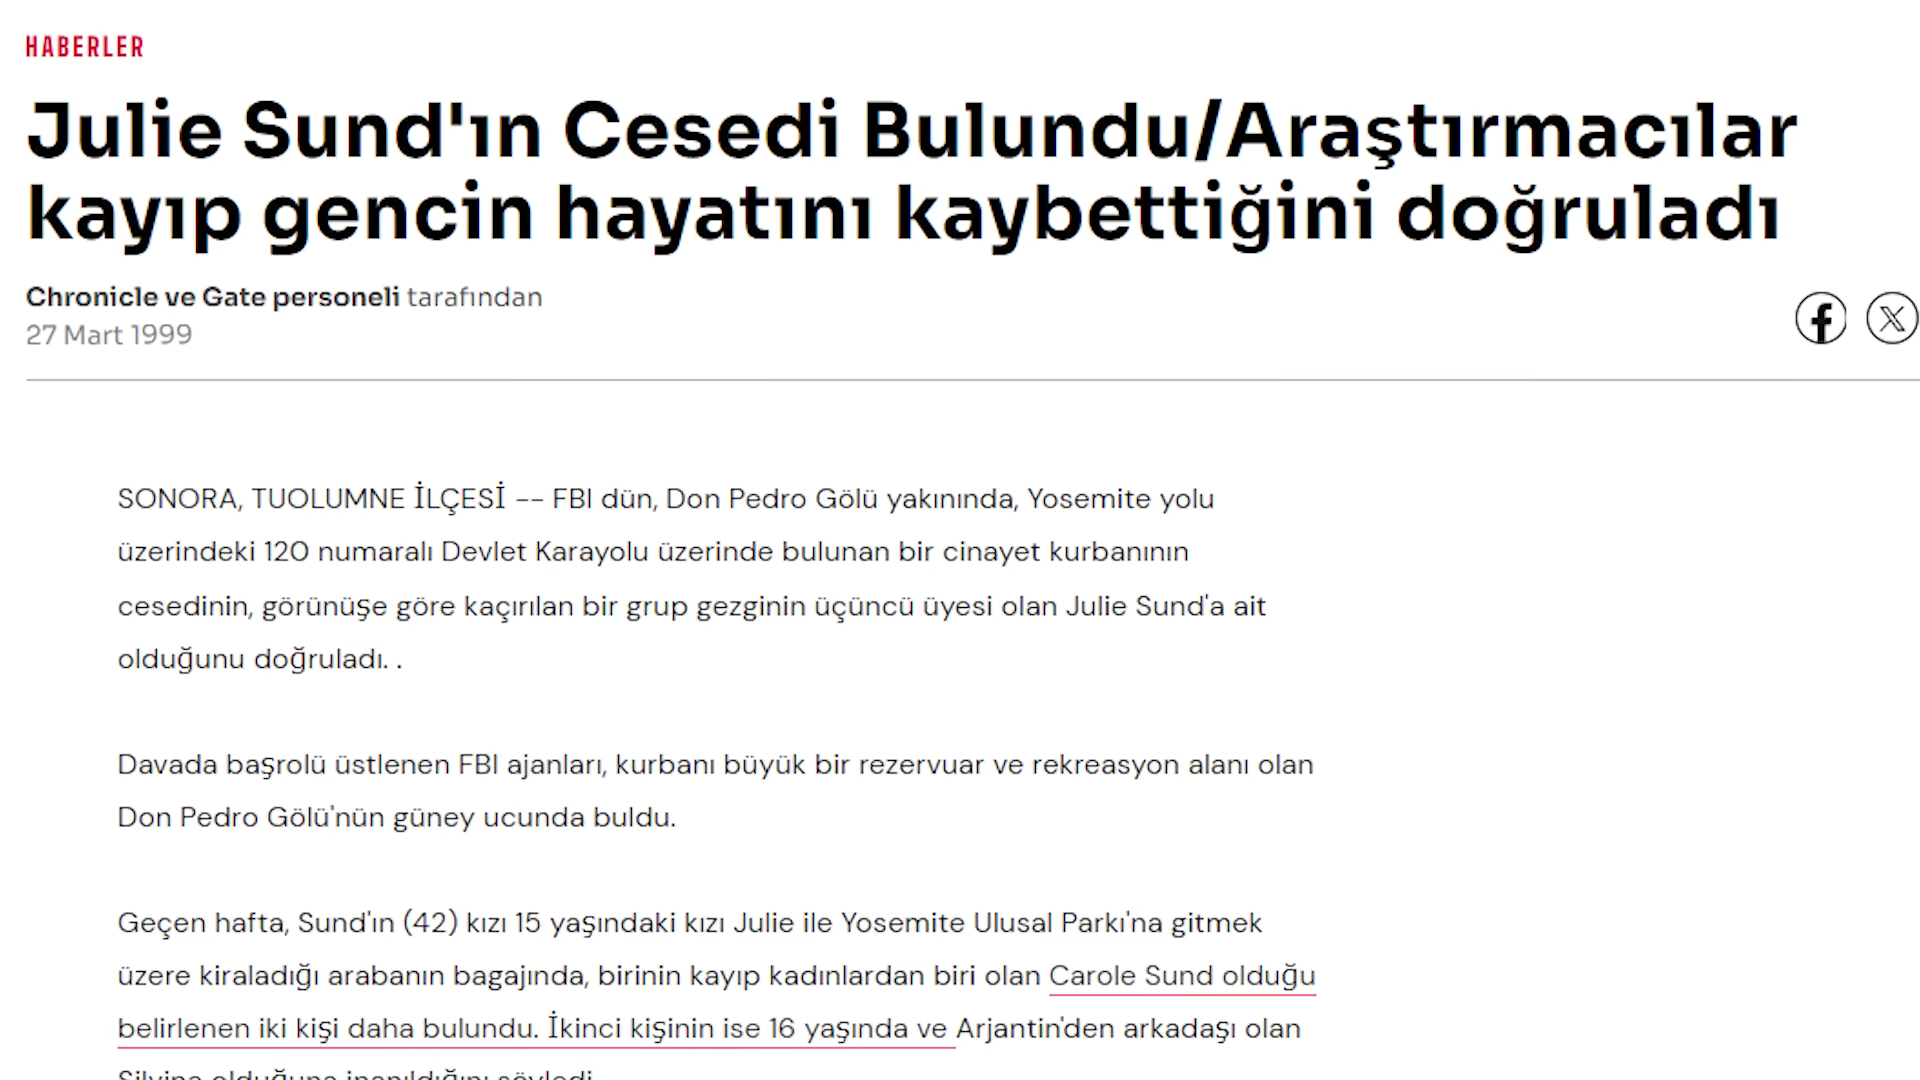 HABERLER
Julie Sund'ın Cesedi Bulundu/Araştırmacılar
kayıp gencin hayatını kaybettiğini doğruladı
Chronicle ve Gate personeli tarafından
27 Mart 1999
SONORA, TUOLUMNE İLÇESİ -- FBI dün, Don Pedro Gölü yakınında, Yosemite yolu
üzerindeki 120 numaralı Devlet Karayolu üzerinde bulunan bir cinayet kurbanının
cesedinin, görünüşe göre kaçırılan bir grup gezginin üçüncü üyesi olan Julie Sund'a ait
olduğunu doğruladı. .
Davada başrolü üstlenen FBI ajanları, kurbanı büyük bir rezervuar ve rekreasyon alanı olan
Don Pedro Gölü'nün güney ucunda buldu.
Geçen hafta, Sund'ın (42) kızı 15 yaşındaki kızı Julie ile Yosemite Ulusal Parkı'na gitmek
üzere kiraladığı arabanın bagajında, birinin kayıp kadınlardan biri olan Carole Sund olduğu
belirlenen iki kişi daha bulundu. İkinci kişinin ise 16 yaşında ve Arjantin'den arkadaşı olan
Silvina olduğuna inanıldığını söyledi